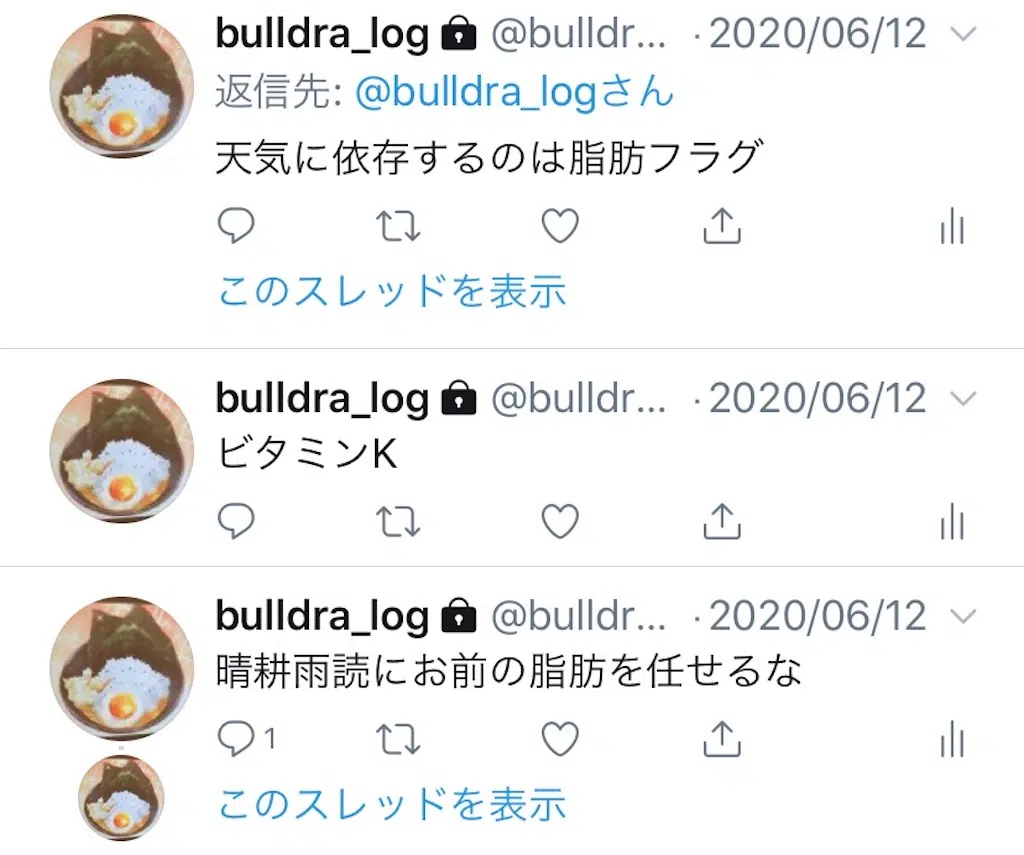 bulldra_log @bulldr... ·2020/06/12
返信先: @bulldra_logさん
天気に依存するのは脂肪フラグ
このスレッドを表示
bulldra_log @bulldr... ·2020/06/12
ビタミンK
bulldra_log @bulldr... ·2020/06/12
晴耕雨読にお前の脂肪を任せるな
1
このスレッドを表示